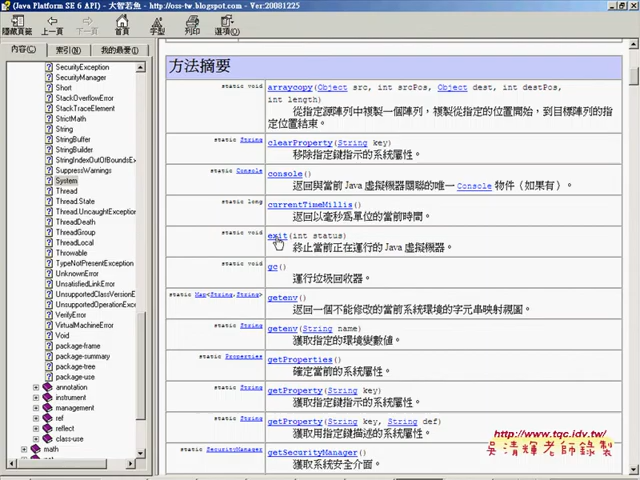 (Java Platform SE 6 API) - 大智若魚 - http://oss-tw.blogspot.com - Ver:20081225
隱藏頁籤 上一頁 下一頁 首頁 字型 列印 選項(O)
內容(C) 索引(N) 我的最愛(I)
SecurityException
SecurityManager
Short
StackOverflowError
StackTraceElement
StrictMath
String
StringBuffer
StringBuilder
StringIndexOutOfBoundsEx
SuppressWarnings
System
Thread
Thread.State
Thread.UncaughtException
ThreadDeath
ThreadGroup
ThreadLocal
Throwable
TypeNotPresentException
UnknownError
UnsatisfiedLinkError
UnsupportedClassVersionE
UnsupportedOperationExc
VerifyError
VirtualMachineError
Void
package-frame
package-summary
package-tree
package-use
annotation
instrument
management
ref
reflect
class-use
math
方法摘要
static void arraycopy(Object src, int srcPos, Object dest, int destPos,
int length)
從指定源陣列中複製一個陣列，複製從指定的位置開始，到目標陣列的指
定位置結束。
static String clearProperty(String key)
移除指定鍵指示的系統屬性。
static Console console()
返回與當前 Java 虛擬機器關聯的唯一 Console 物件（如果有）。
static long currentTimeMillis()
返回以毫秒為單位的當前時間。
static void exit(int status)
終止當前正在運行的 Java 虛擬機器。
static void gc()
運行垃圾回收器。
static Map<String,String> getenv()
返回一個不能修改的當前系統環境的字元串映射視圖。
static String getenv(String name)
獲取指定的環境變數值。
static Properties getProperties()
確定當前的系統屬性。
static String getProperty(String key)
獲取指定鍵指示的系統屬性。
static String getProperty(String key, String def)
獲取用指定鍵描述的系統屬性。
static SecurityManager getSecurityManager()
獲取系統安全介面。
http://www.tqc.idv.tw/
吳清輝老師錄製